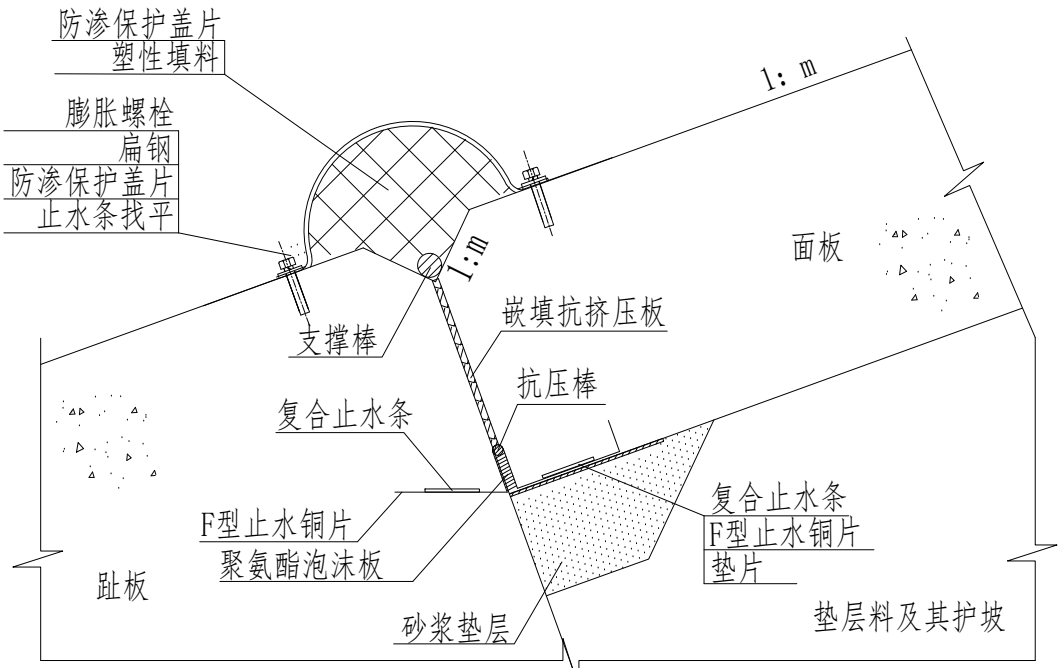 防渗保护盖片
塑性填料
1: m
膨胀螺栓
扁钢
防渗保护盖片
止水条找平
1:m
面板
支撑棒
嵌填抗挤压板
抗压棒
复合止水条
F型止水铜片
聚氨酯泡沫板
复合止水条
F型止水铜片
垫片
趾板
砂浆垫层
垫层料及其护坡